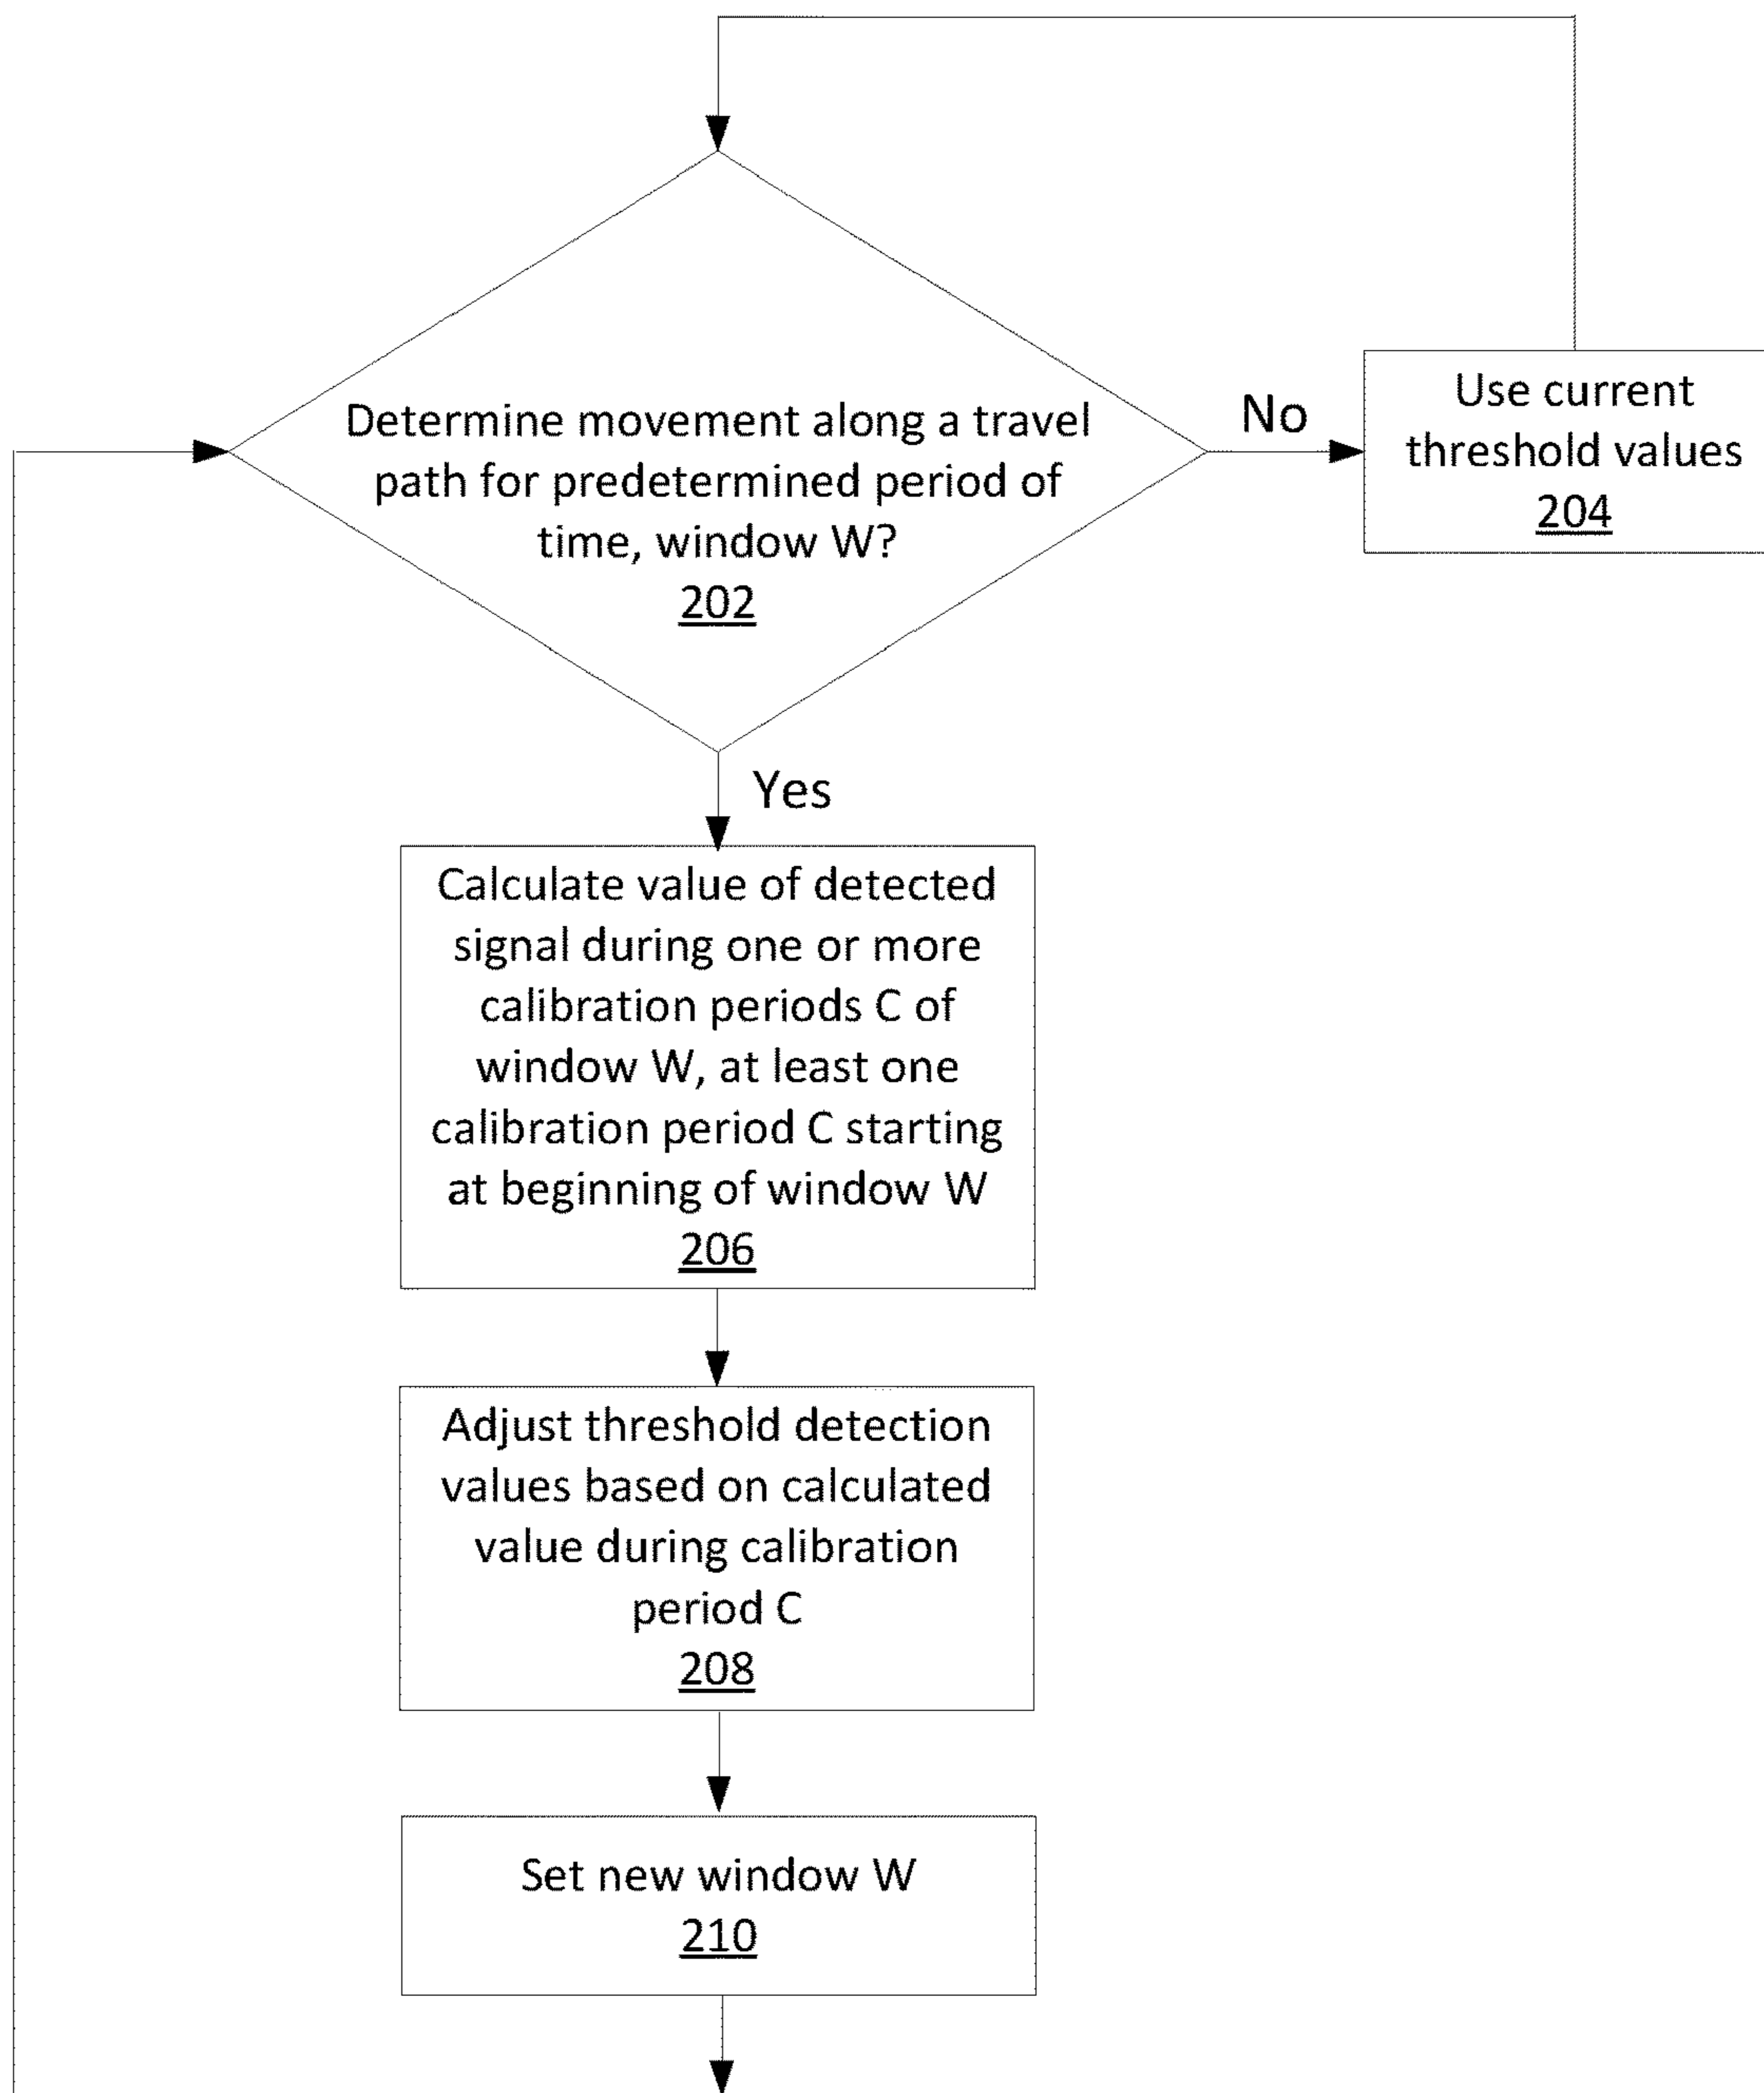 Determine movement along a travel
path for predetermined period of
time, window W?
202
No
Use current
threshold values
204
Yes
Calculate value of detected
signal during one or more
calibration periods C of
window W, at least one
calibration period C starting
at beginning of window W
206
Adjust threshold detection
values based on calculated
value during calibration
period C
208
Set new window W
210